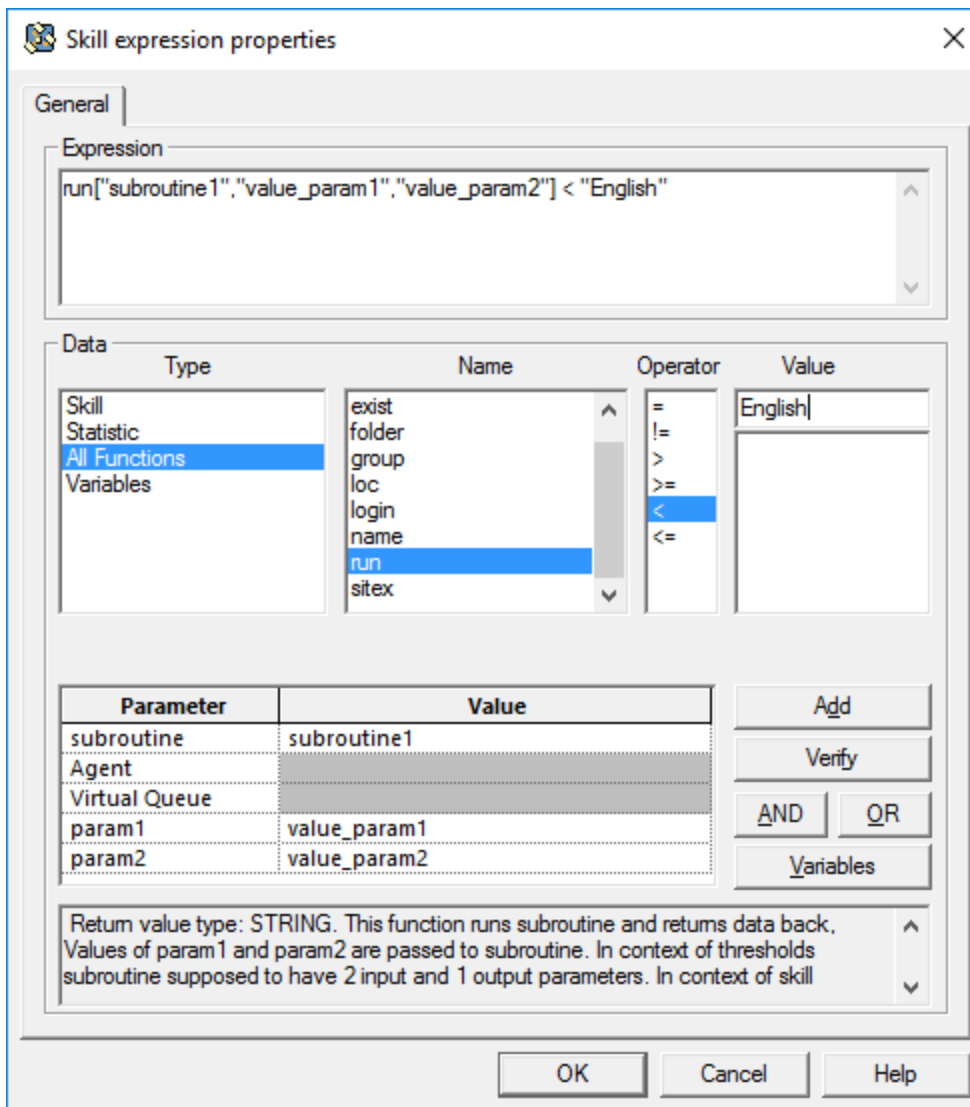 Skill expression properties
General
Expression
run["subroutine1","value_param1","value_param2"] < "English"
Data
Type Name Operator Value
Skill
Statistic
All Functions
Variables
exist
folder
group
loc
login
name
run
sitex
=
!=
>
>=
<
<=
English
Parameter Value
subroutine subroutine1
Agent
Virtual Queue
param1 value_param1
param2 value_param2
Add
Verify
AND OR
Variables
Return value type: STRING. This function runs subroutine and returns data back,
Values of param1 and param2 are passed to subroutine. In context of thresholds
subroutine supposed to have 2 input and 1 output parameters. In context of skill
OK Cancel Help